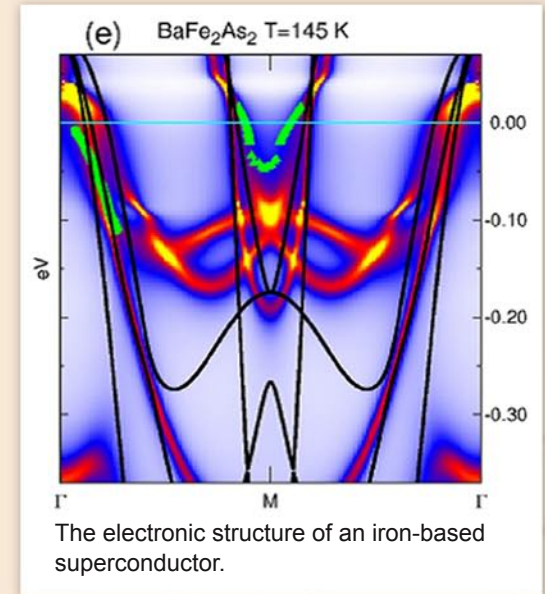 (e) BaFe₂As₂ T=145 K
0.00
-0.10
eV
-0.20
-0.30
Γ M Γ
The electronic structure of an iron-based
superconductor.